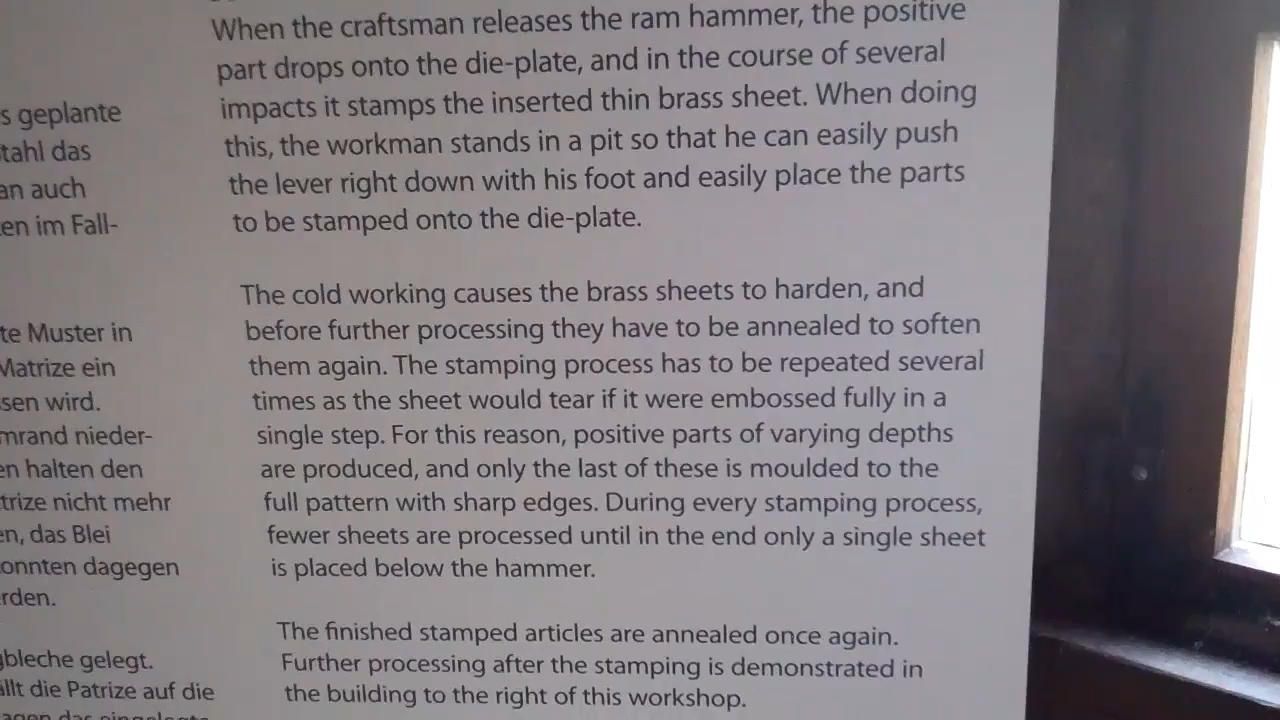 s geplante
tahl das
an auch
en im Fall-
te Muster in
Matrize ein
sen wird.
mrand nieder-
en halten den
trize nicht mehr
en, das Blei
onnten dagegen
rden.
gbleche gelegt.
ällt die Patrize auf die
When the craftsman releases the ram hammer, the positive
part drops onto the die-plate, and in the course of several
impacts it stamps the inserted thin brass sheet. When doing
this, the workman stands in a pit so that he can easily push
the lever right down with his foot and easily place the parts
to be stamped onto the die-plate.
The cold working causes the brass sheets to harden, and
before further processing they have to be annealed to soften
them again. The stamping process has to be repeated several
times as the sheet would tear if it were embossed fully in a
single step. For this reason, positive parts of varying depths
are produced, and only the last of these is moulded to the
full pattern with sharp edges. During every stamping process,
fewer sheets are processed until in the end only a single sheet
is placed below the hammer.
The finished stamped articles are annealed once again.
Further processing after the stamping is demonstrated in
the building to the right of this workshop.